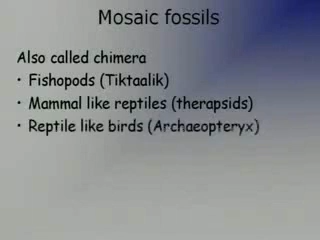 Mosaic fossils
Also called chimera
• Fishopods (Tiktaalik)
• Mammal like reptiles (therapsids)
• Reptile like birds (Archaeopteryx)